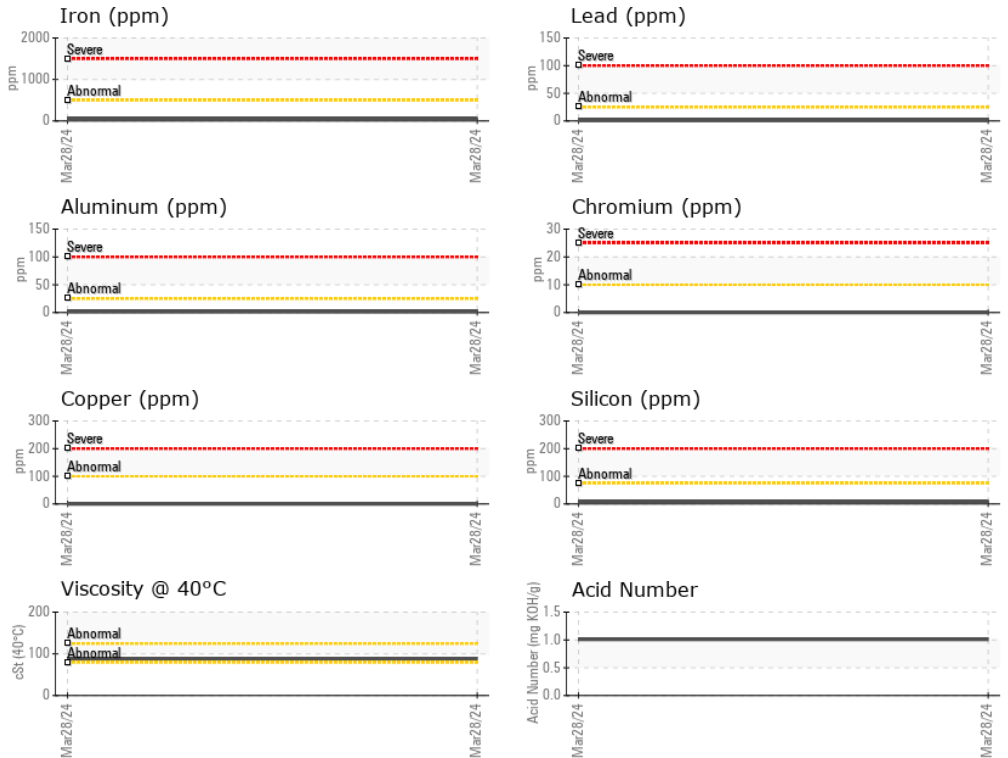 Iron (ppm)
2000
1000
0
ppm
Severe
Abnormal
Mar28/24
Mar28/24
Lead (ppm)
150
100
50
0
ppm
Severe
Abnormal
Mar28/24
Mar28/24
Aluminum (ppm)
150
100
50
0
ppm
Severe
Abnormal
Mar28/24
Mar28/24
Chromium (ppm)
30
20
10
0
ppm
Severe
Abnormal
Mar28/24
Mar28/24
Copper (ppm)
300
200
100
0
ppm
Severe
Abnormal
Mar28/24
Mar28/24
Silicon (ppm)
300
200
100
0
ppm
Severe
Abnormal
Mar28/24
Mar28/24
Viscosity @ 40°C
200
100
0
cSt (40°C)
Abnormal
Abnormal
Mar28/24
Mar28/24
Acid Number
1.5
1.0
0.5
0.0
Acid Number (mg KOH/g)
Mar28/24
Mar28/24